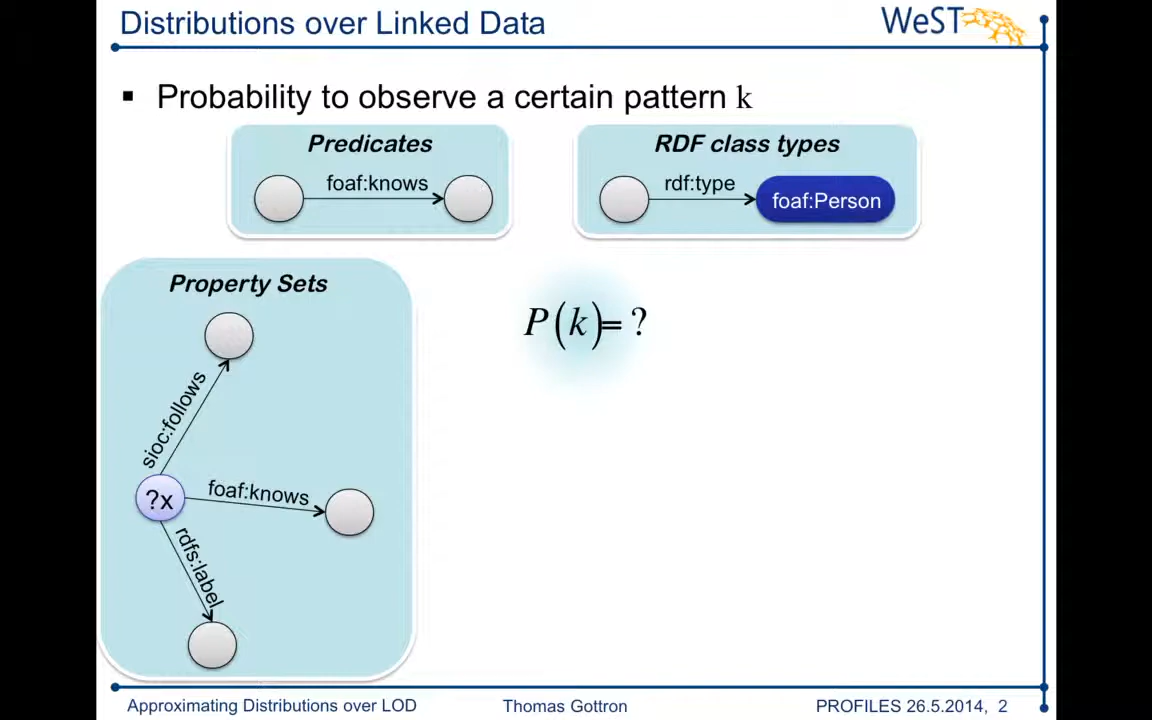 Distributions over Linked Data
WeST
▪ Probability to observe a certain pattern k
Predicates
foaf:knows
RDF class types
rdf:type
foaf:Person
Property Sets
sioc:follows
?x
foaf:knows
rdfs:label
P(k)=?
Approximating Distributions over LOD
Thomas Gottron
PROFILES 26.5.2014, 2